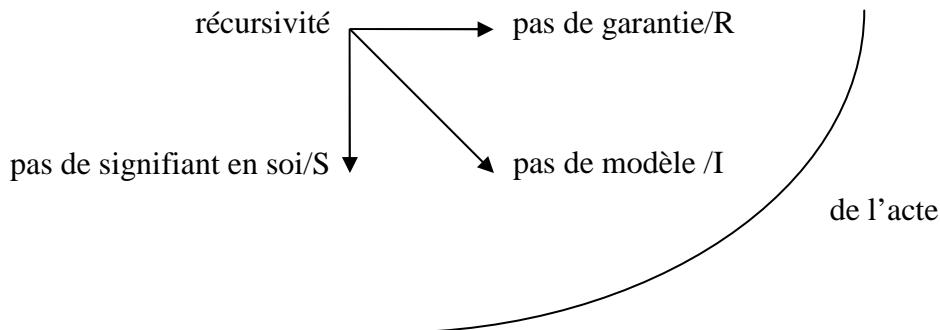 récursivité pas de garantie/R
pas de signifiant en soi/S pas de modèle /I
de l’acte